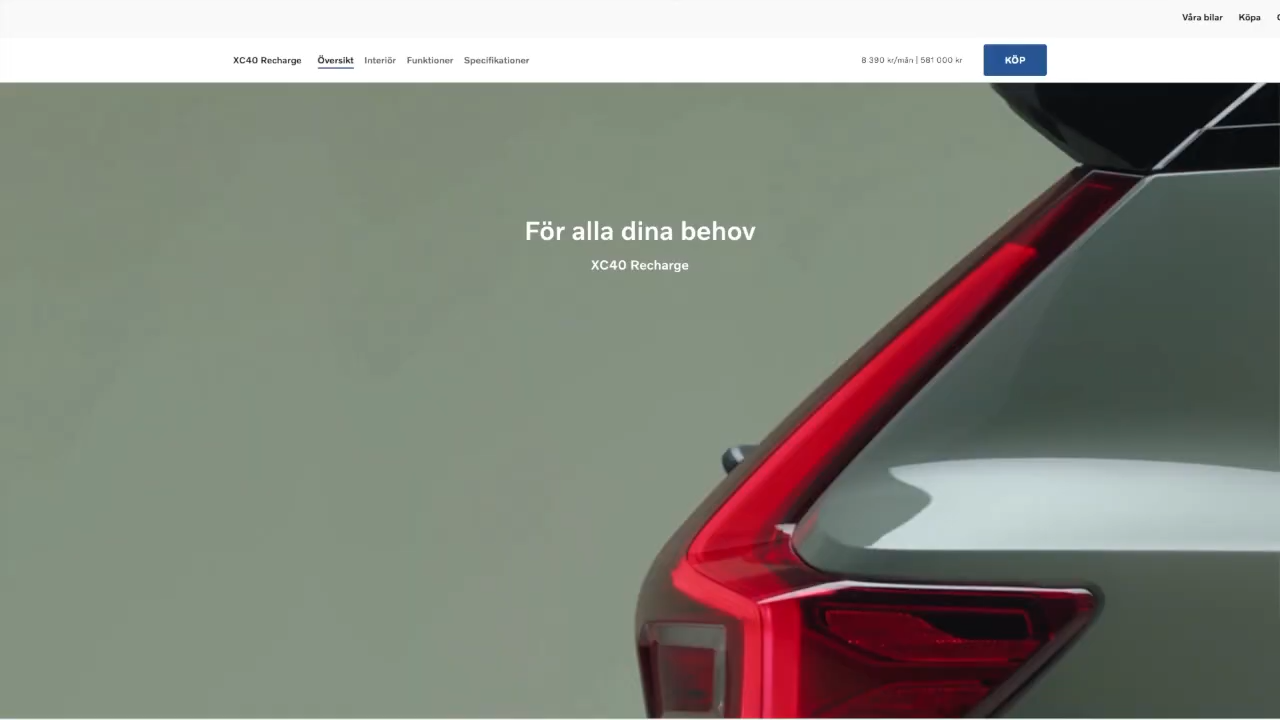 Våra bilar Köpa
XC40 Recharge Översikt Interiör Funktioner Specifikationer 8 390 kr/mån | 581 000 kr KÖP
För alla dina behov
XC40 Recharge